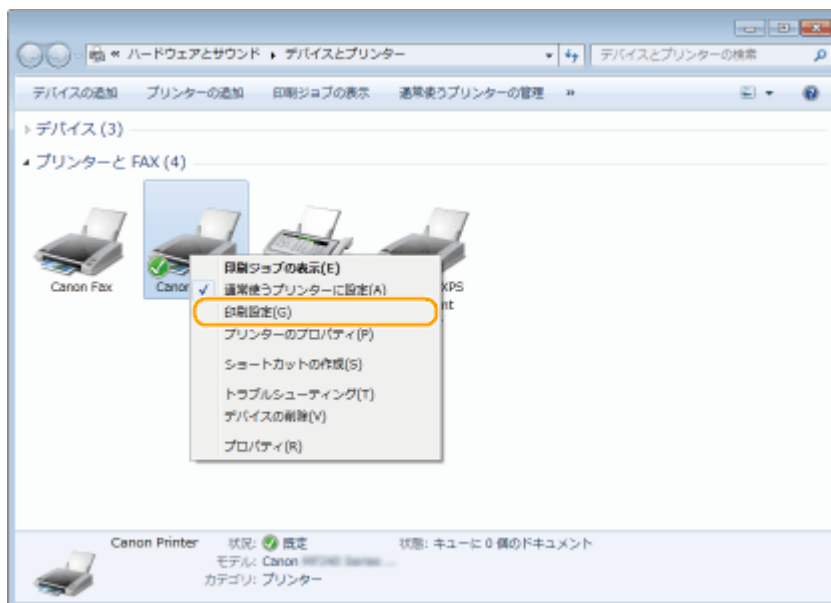 « ハードウェアとサウンド ▸ デバイスとプリンター
デバイスとプリンターの検索
デバイスの追加 プリンターの追加 印刷ジョブの表示 通常使うプリンターの管理 »
デバイス (3)
プリンターと FAX (4)
Canon Fax
Canon
XPS
nt
印刷ジョブの表示(E)
通常使うプリンターに設定(A)
印刷設定(G)
プリンターのプロパティ(P)
ショートカットの作成(S)
トラブルシューティング(T)
デバイスの削除(V)
プロパティ(R)
Canon Printer 状況: 既定 状態: キューに 0 個のドキュメント
モデル: Canon ...
カテゴリ: プリンター